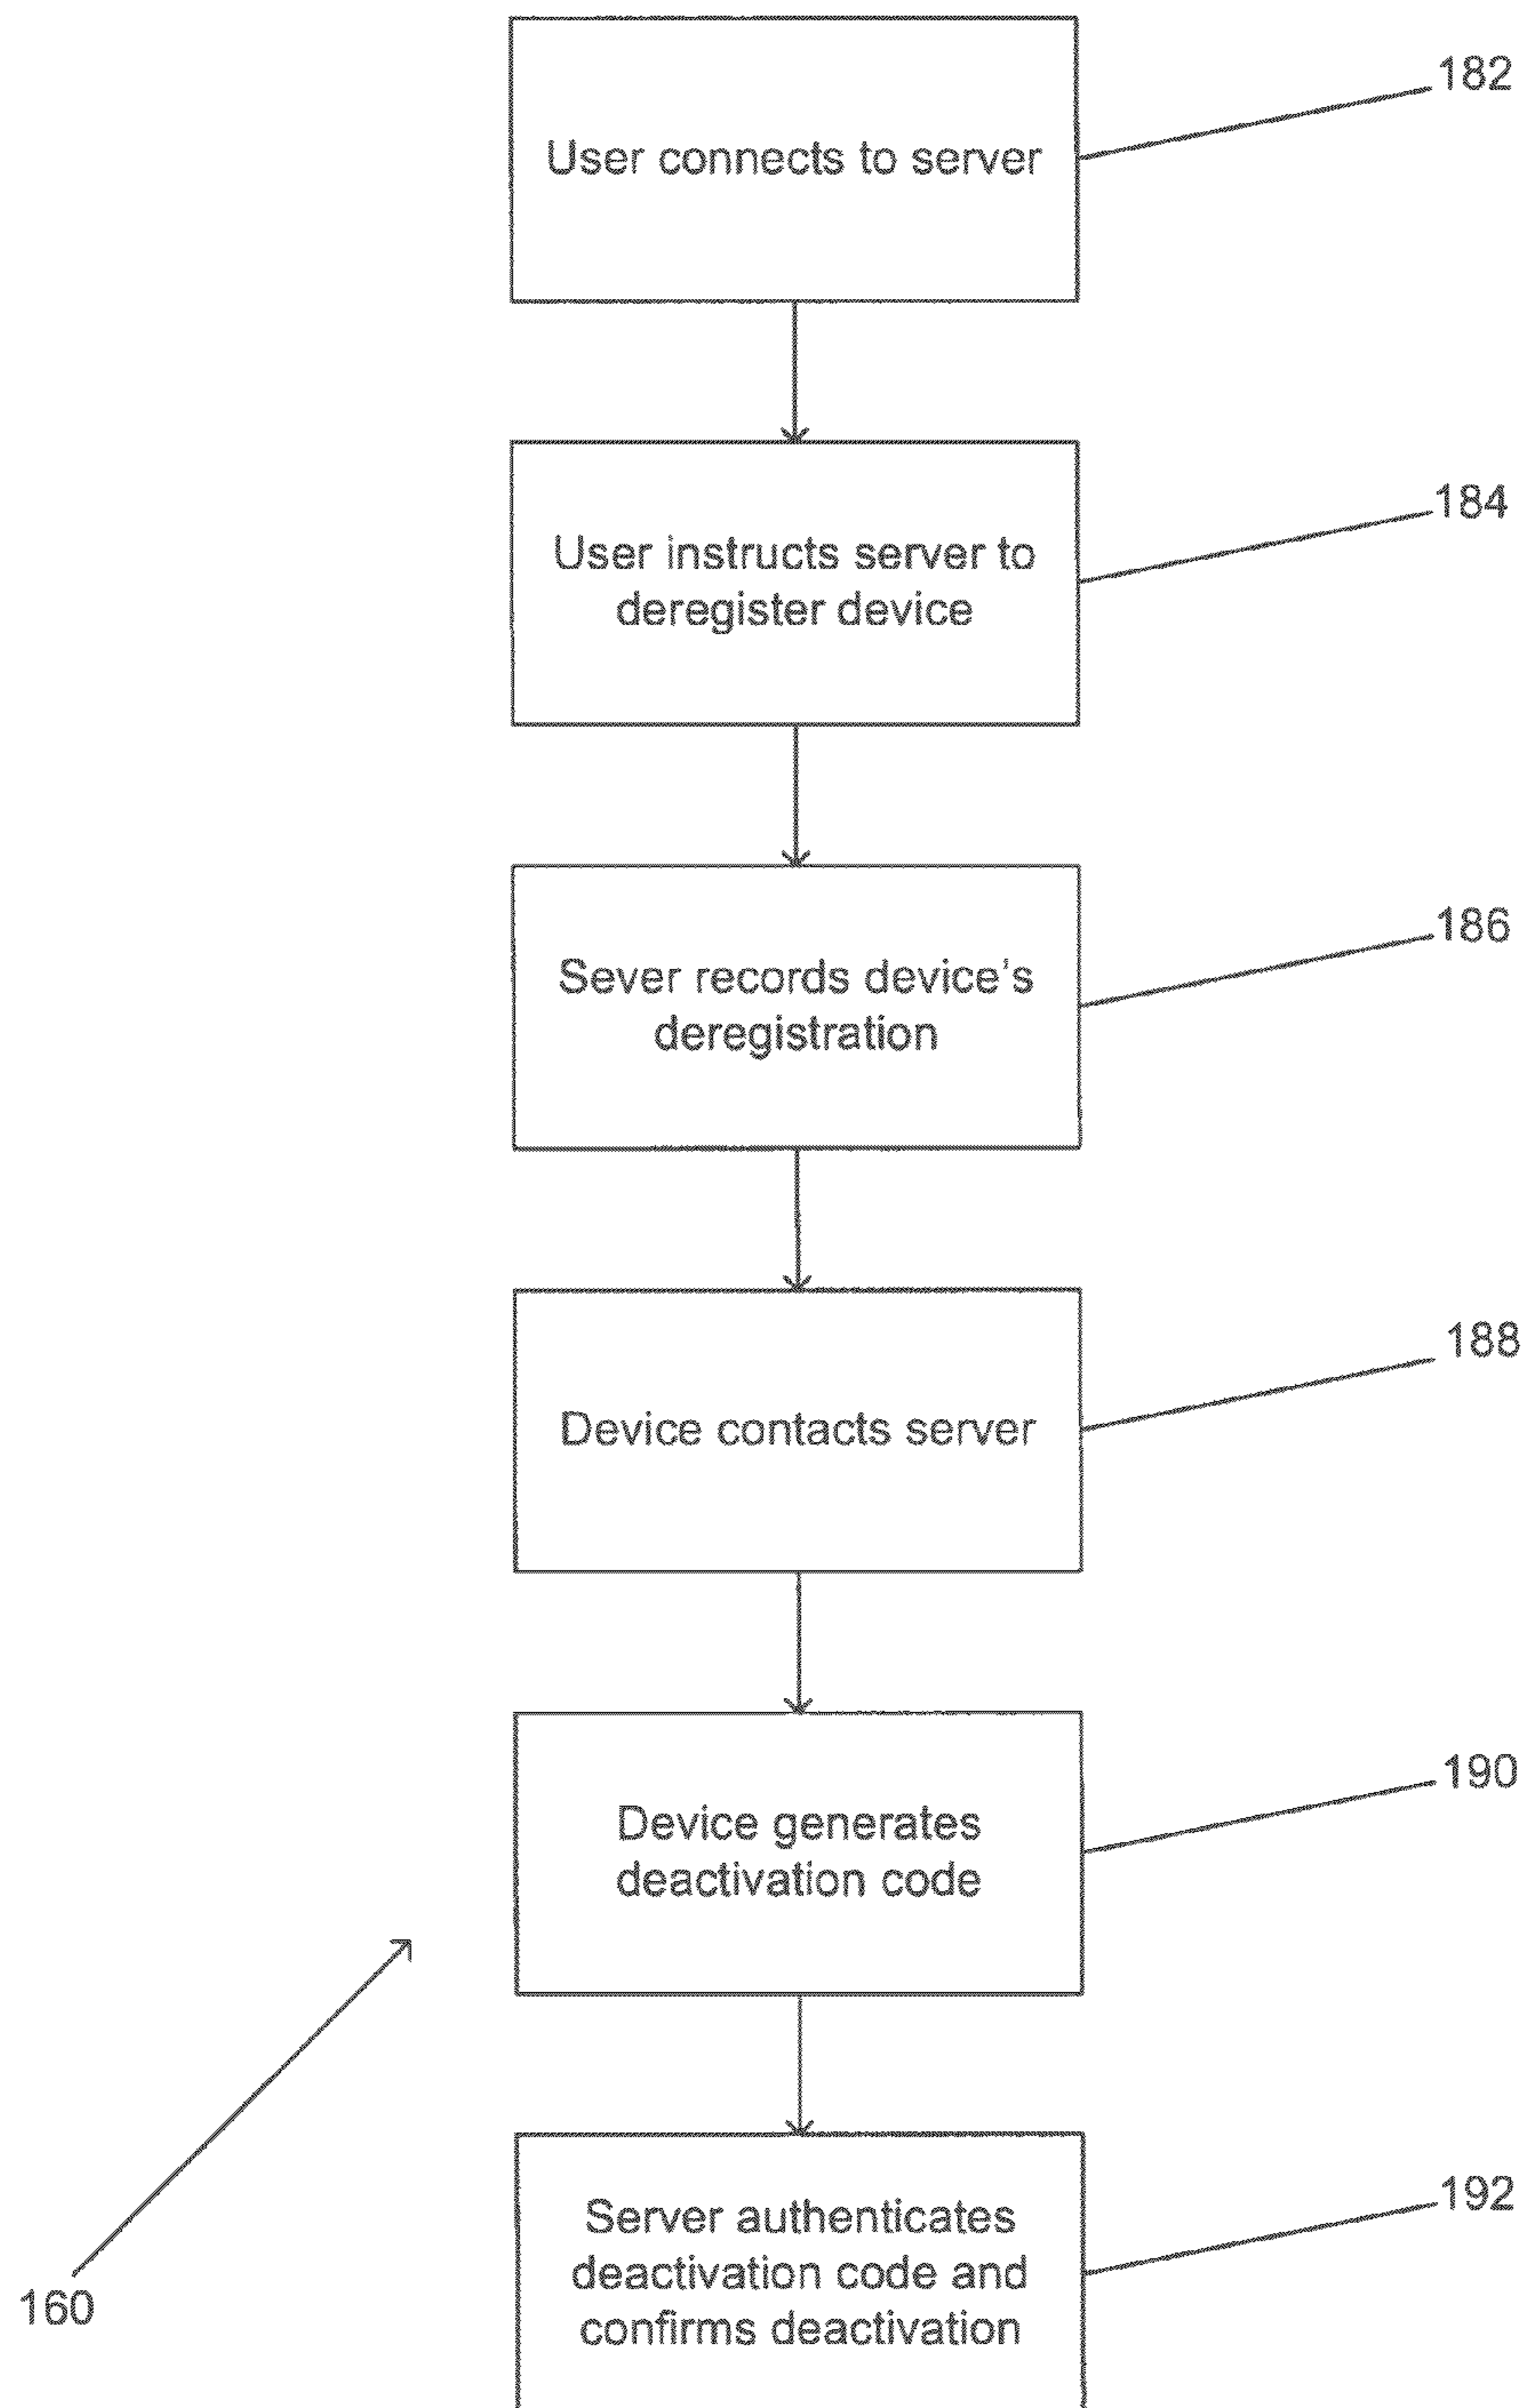 182
User connects to server
184
User instructs server to
deregister device
186
Sever records device's
deregistration
188
Device contacts server
190
Device generates
deactivation code
192
Server authenticates
deactivation code and
confirms deactivation
160